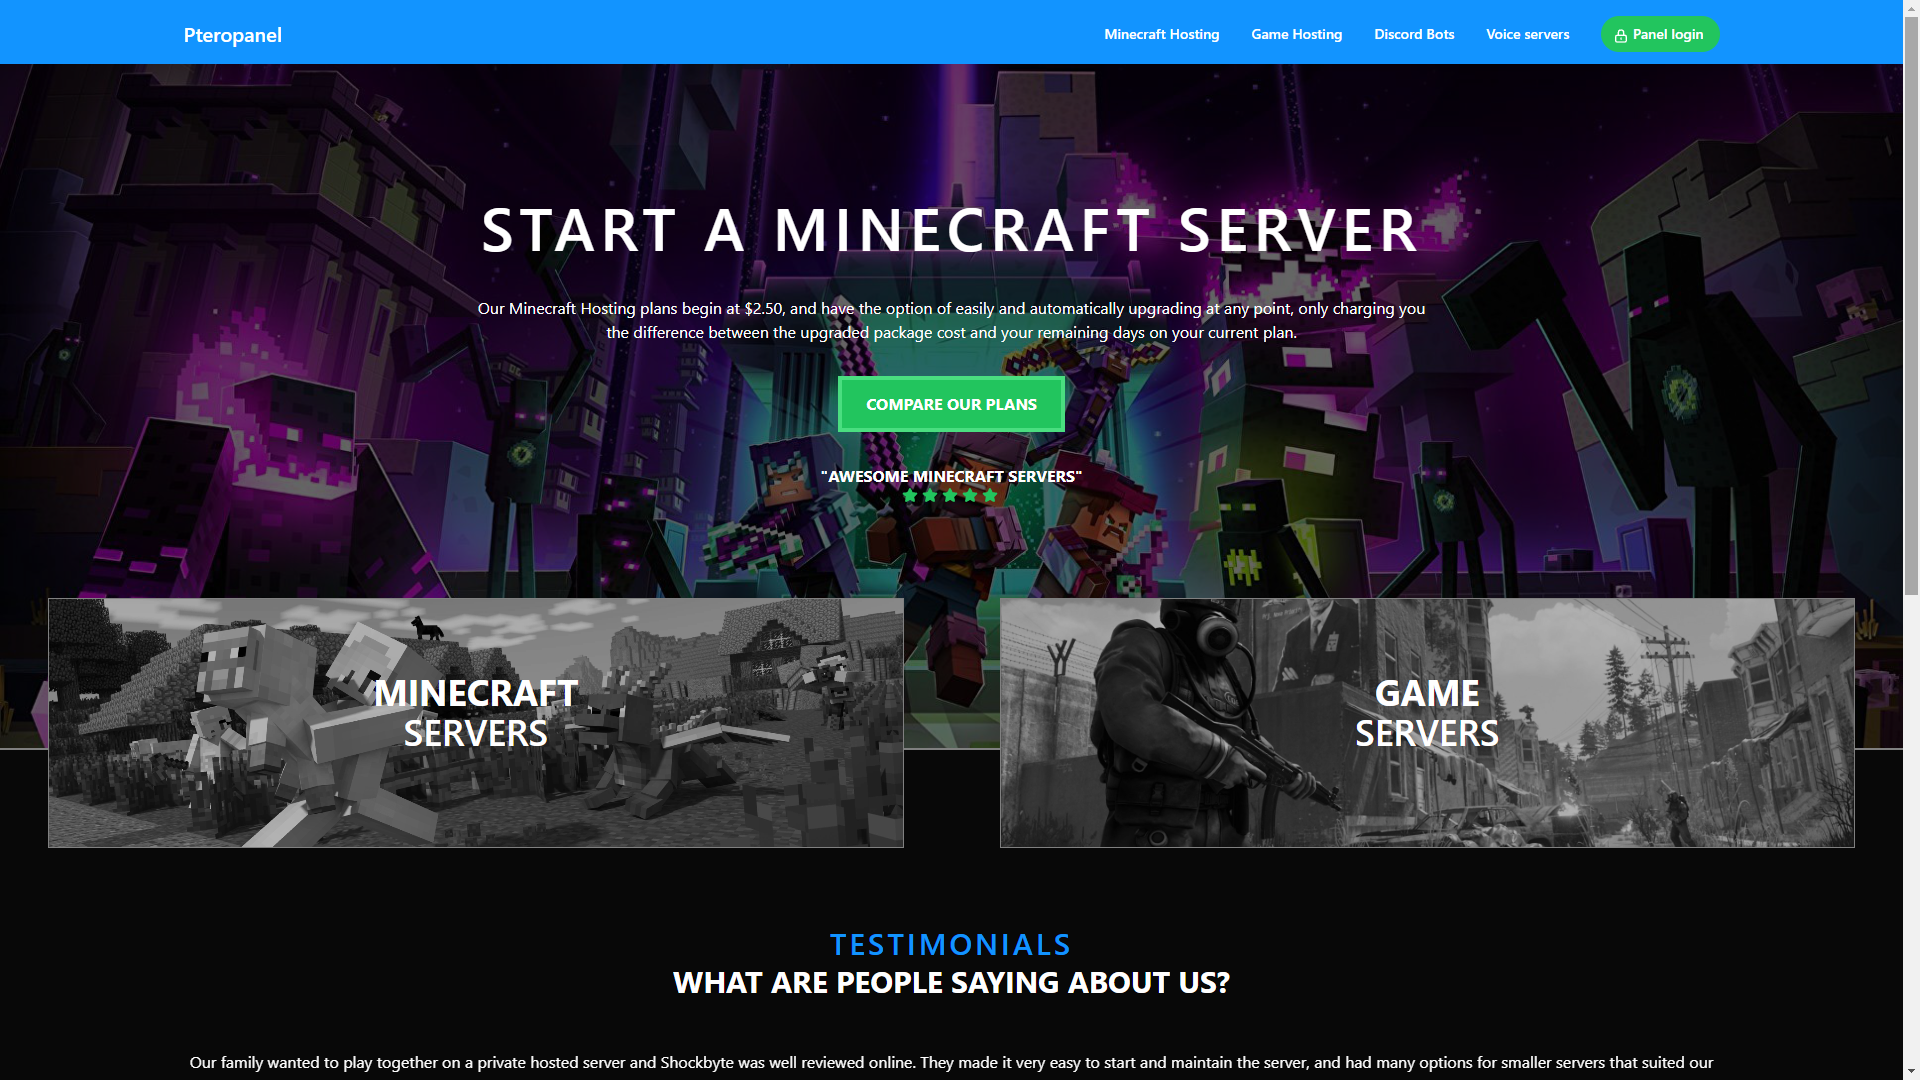 Pteropanel
Minecraft Hosting
Game Hosting
Discord Bots
Voice servers
Panel login
START A MINECRAFT SERVER
Our Minecraft Hosting plans begin at $2.50, and have the option of easily and automatically upgrading at any point, only charging you
the difference between the upgraded package cost and your remaining days on your current plan.
COMPARE OUR PLANS
"AWESOME MINECRAFT SERVERS"
MINECRAFT
SERVERS
GAME
SERVERS
TESTIMONIALS
WHAT ARE PEOPLE SAYING ABOUT US?
Our family wanted to play together on a private hosted server and Shockbyte was well reviewed online. They made it very easy to start and maintain the server, and had many options for smaller servers that suited our